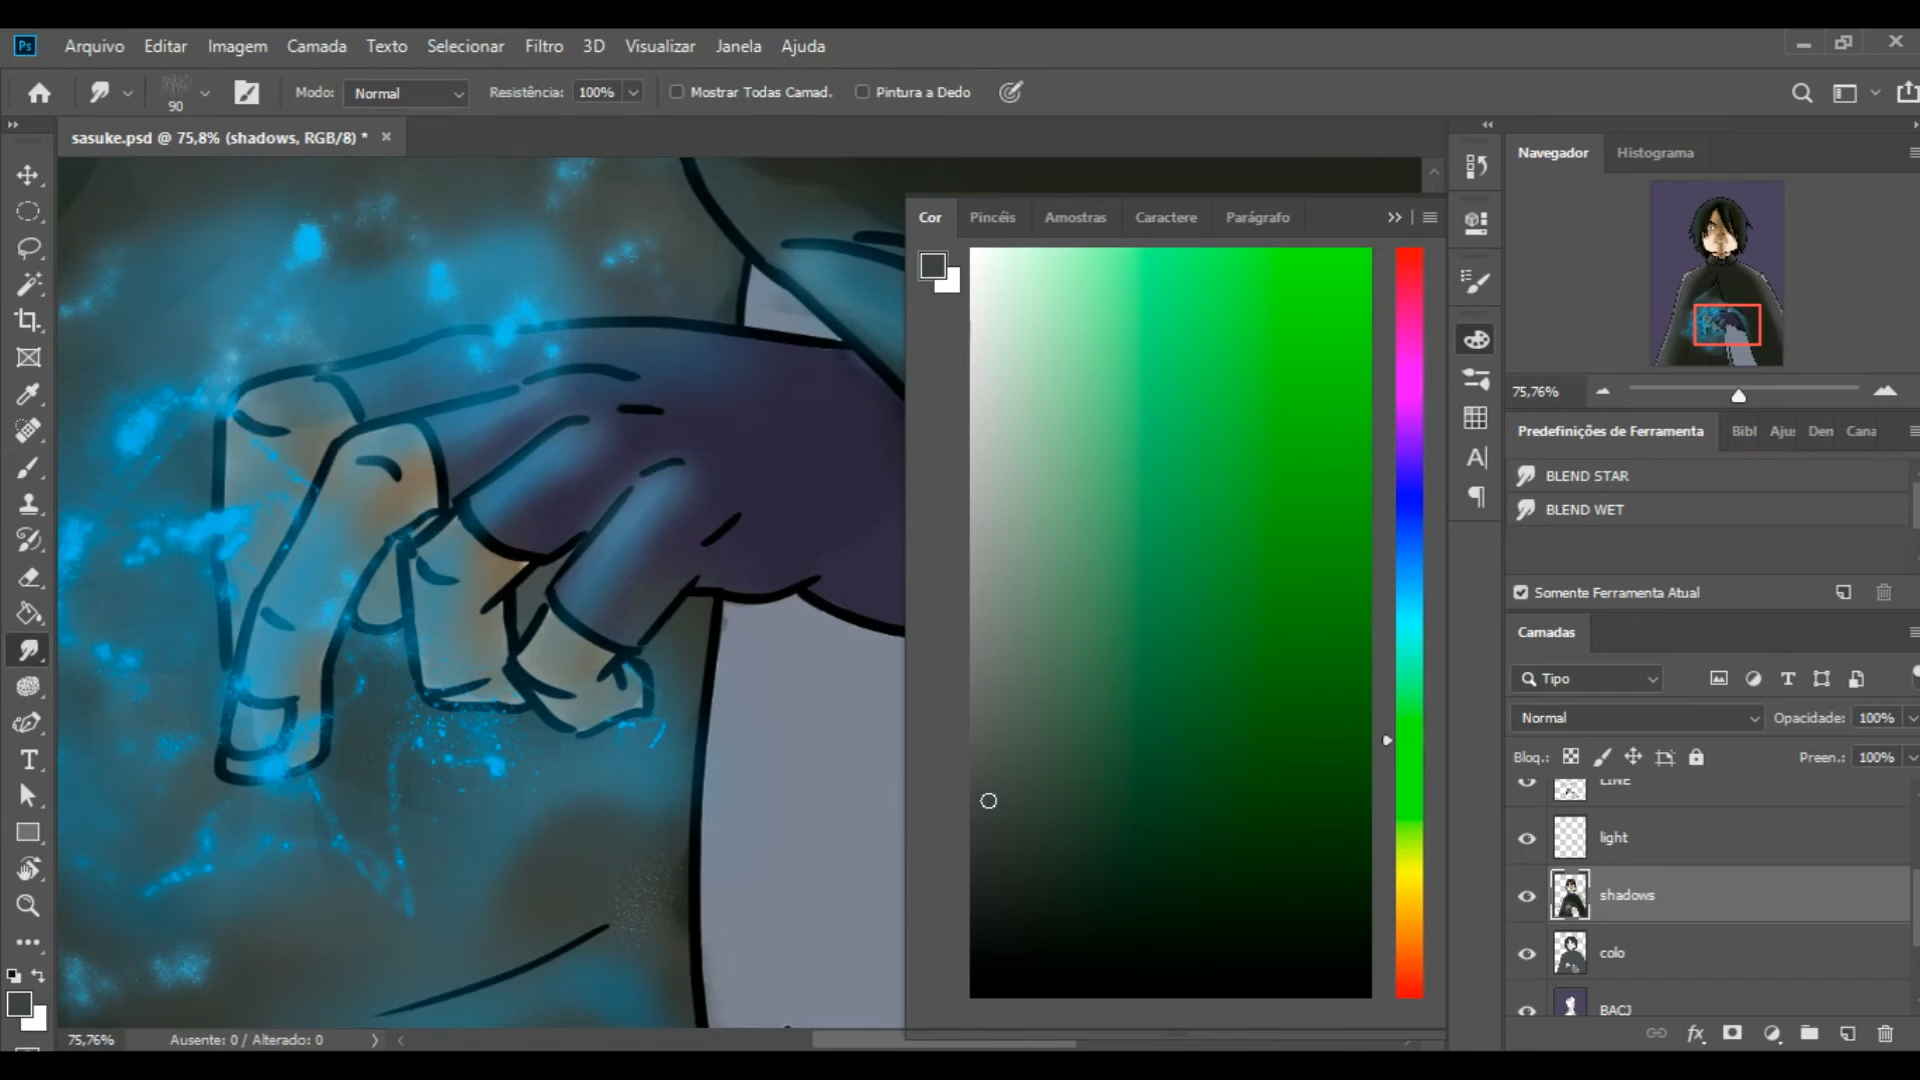 Ps Arquivo Editar Imagem Camada Texto Selecionar Filtro 3D Visualizar Janela Ajuda
90 Modo: Normal Resistência: 100% Mostrar Todas Camad. Pintura a Dedo
sasuke.psd @ 75,8% (shadows, RGB/8) * ×
Navegador Histograma
Cor Pincéis Amostras Caractere Parágrafo
75,76%
Predefinições de Ferramenta Bibl Ajus Den Cana
BLEND STAR
BLEND WET
Somente Ferramenta Atual
Camadas
Tipo
Normal Opacidade: 100%
Bloq.: Preen.: 100%
LINE
light
shadows
colo
BACJ
75,76% Ausente: 0 / Alterado: 0